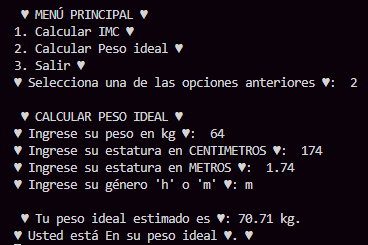 ♥ MENÚ PRINCIPAL ♥
1. Calcular IMC ♥
2. Calcular Peso ideal ♥
3. Salir ♥
♥ Selecciona una de las opciones anteriores ♥: 2
♥ CALCULAR PESO IDEAL ♥
♥ Ingrese su peso en kg ♥: 64
♥ Ingrese su estatura en CENTIMETROS ♥: 174
♥ Ingrese su estatura en METROS ♥: 1.74
♥ Ingrese su género 'h' o 'm' ♥: m
♥ Tu peso ideal estimado es ♥: 70.71 kg.
♥ Usted está En su peso ideal ♥. ♥